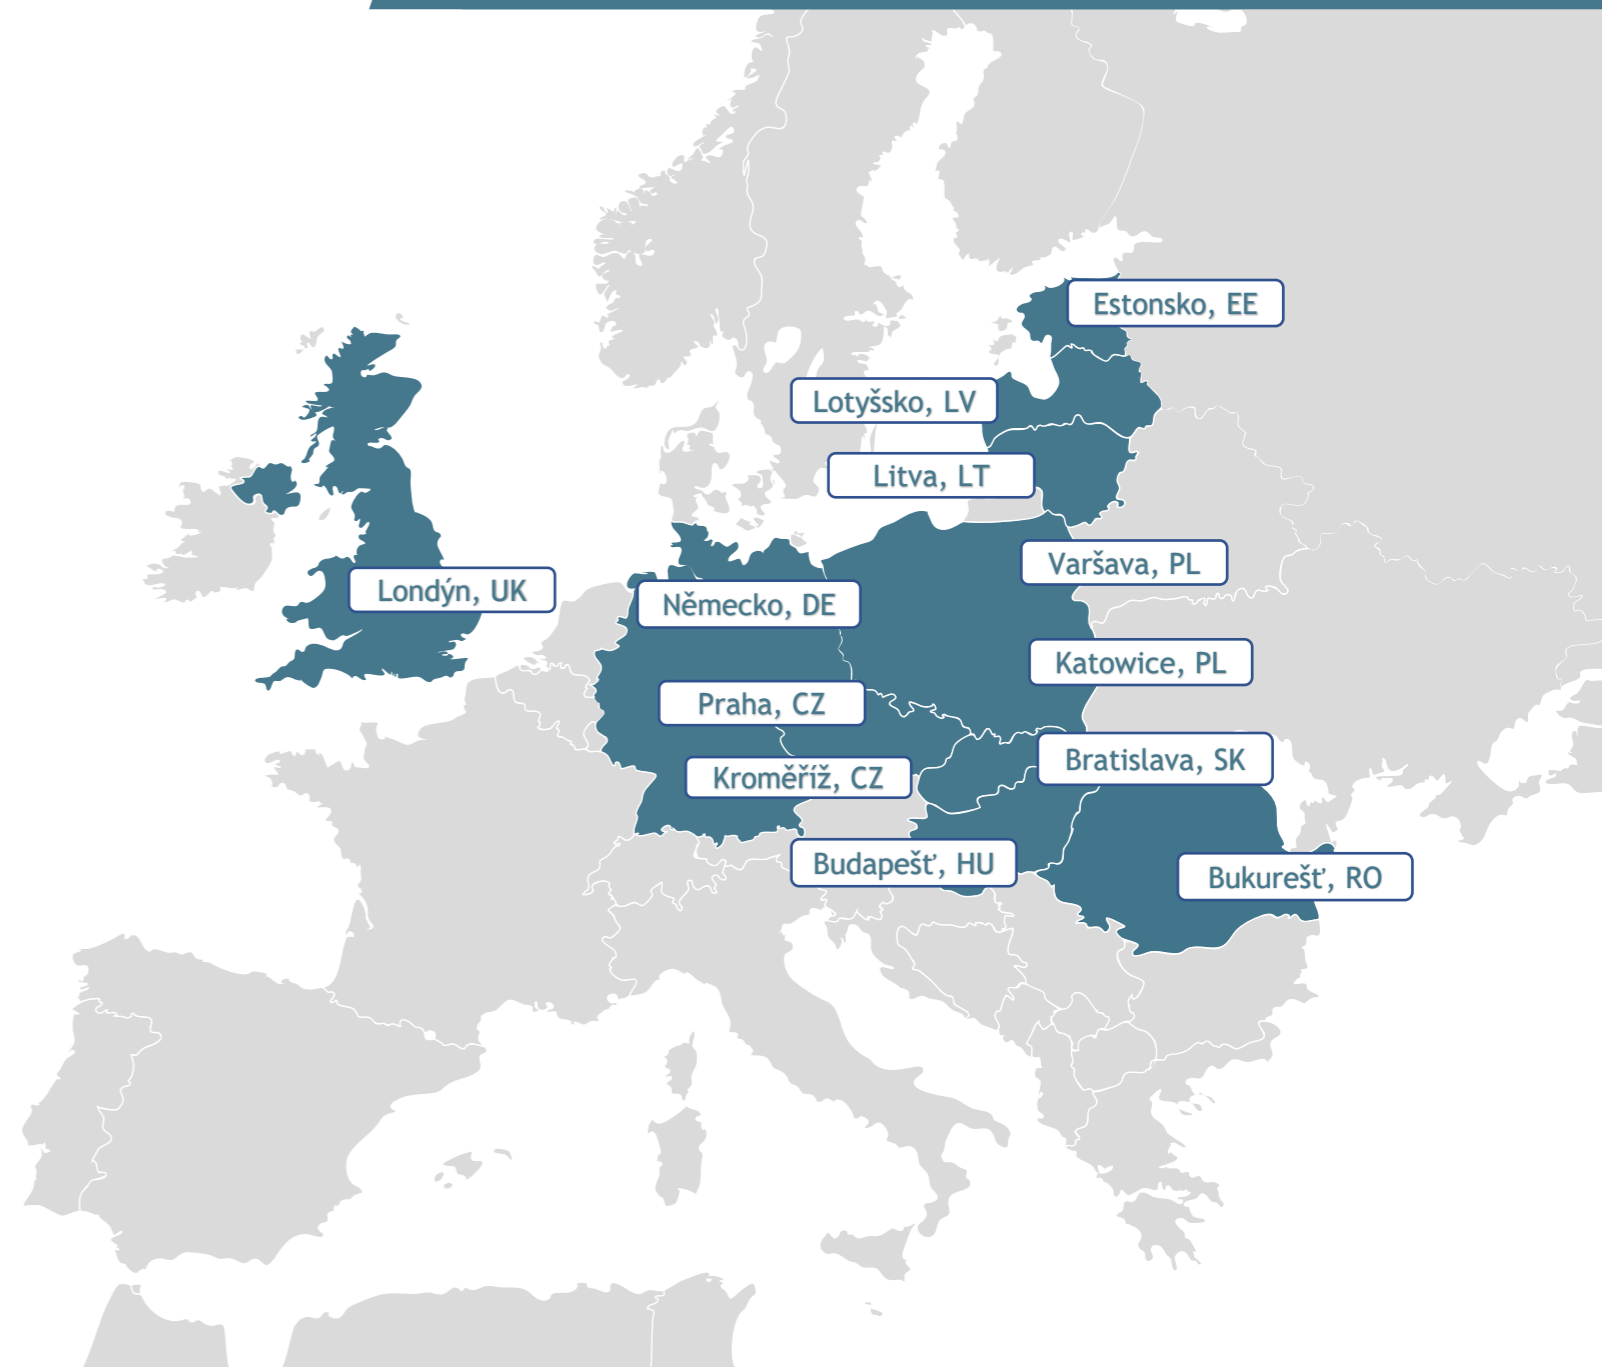 Estonsko, EE
Lotyšsko, LV
Litva, LT
Varšava, PL
Londýn, UK
Německo, DE
Katowice, PL
Praha, CZ
Bratislava, SK
Kroměříž, CZ
Budapešť, HU
Bukurešť, RO